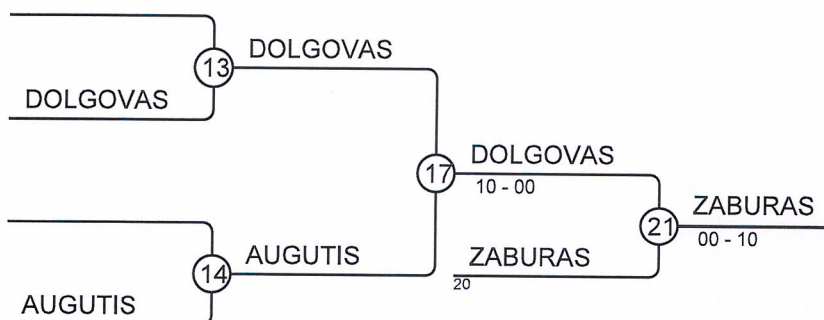 DOLGOVAS
13
DOLGOVAS
DOLGOVAS
17
10 - 00
ZABURAS
21
00 - 10
AUGUTIS
ZABURAS
14
20
AUGUTIS